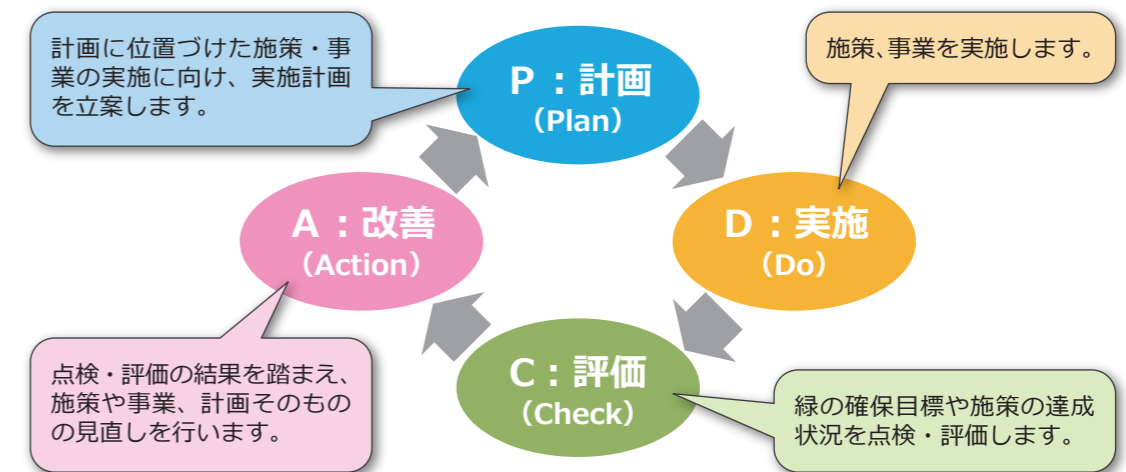 計画に位置づけた施策・事
業の実施に向け、実施計画
を立案します。
P：計画
（Plan）
施策、事業を実施します。
A：改善
（Action）
D：実施
（Do）
点検・評価の結果を踏まえ、
施策や事業、計画そのもの
の見直しを行います。
C：評価
（Check）
緑の確保目標や施策の達成
状況を点検・評価します。